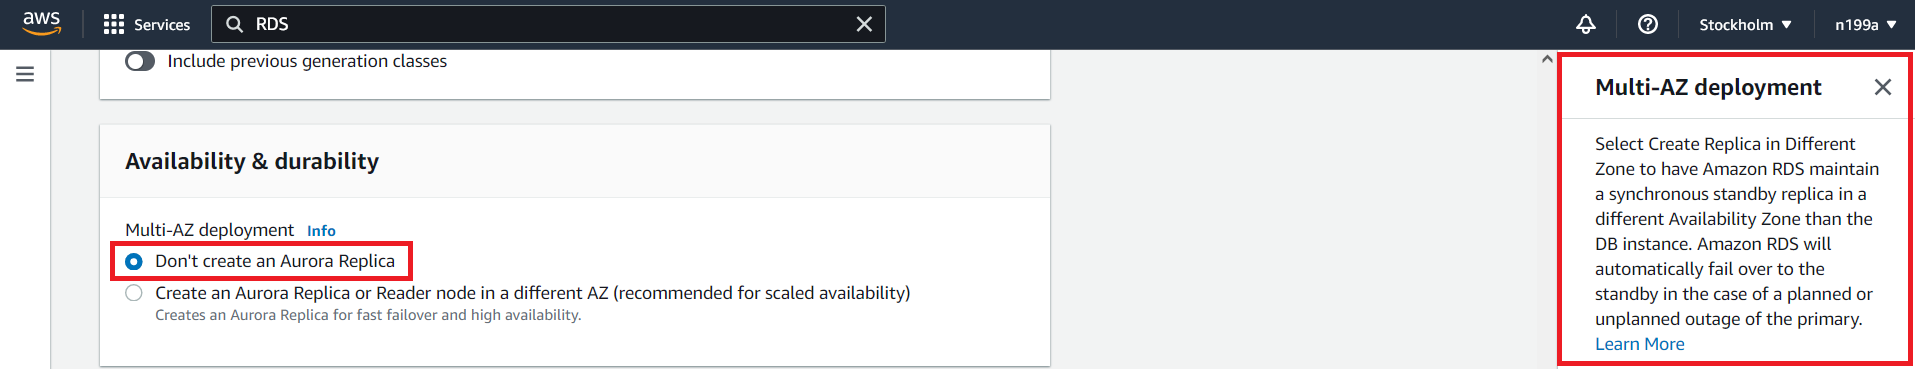 aws Services RDS Stockholm n199a
Include previous generation classes
Availability & durability
Multi-AZ deployment Info
Don't create an Aurora Replica
Create an Aurora Replica or Reader node in a different AZ (recommended for scaled availability)
Creates an Aurora Replica for fast failover and high availability.
Multi-AZ deployment
Select Create Replica in Different
Zone to have Amazon RDS maintain
a synchronous standby replica in a
different Availability Zone than the
DB instance. Amazon RDS will
automatically fail over to the
standby in the case of a planned or
unplanned outage of the primary.
Learn More